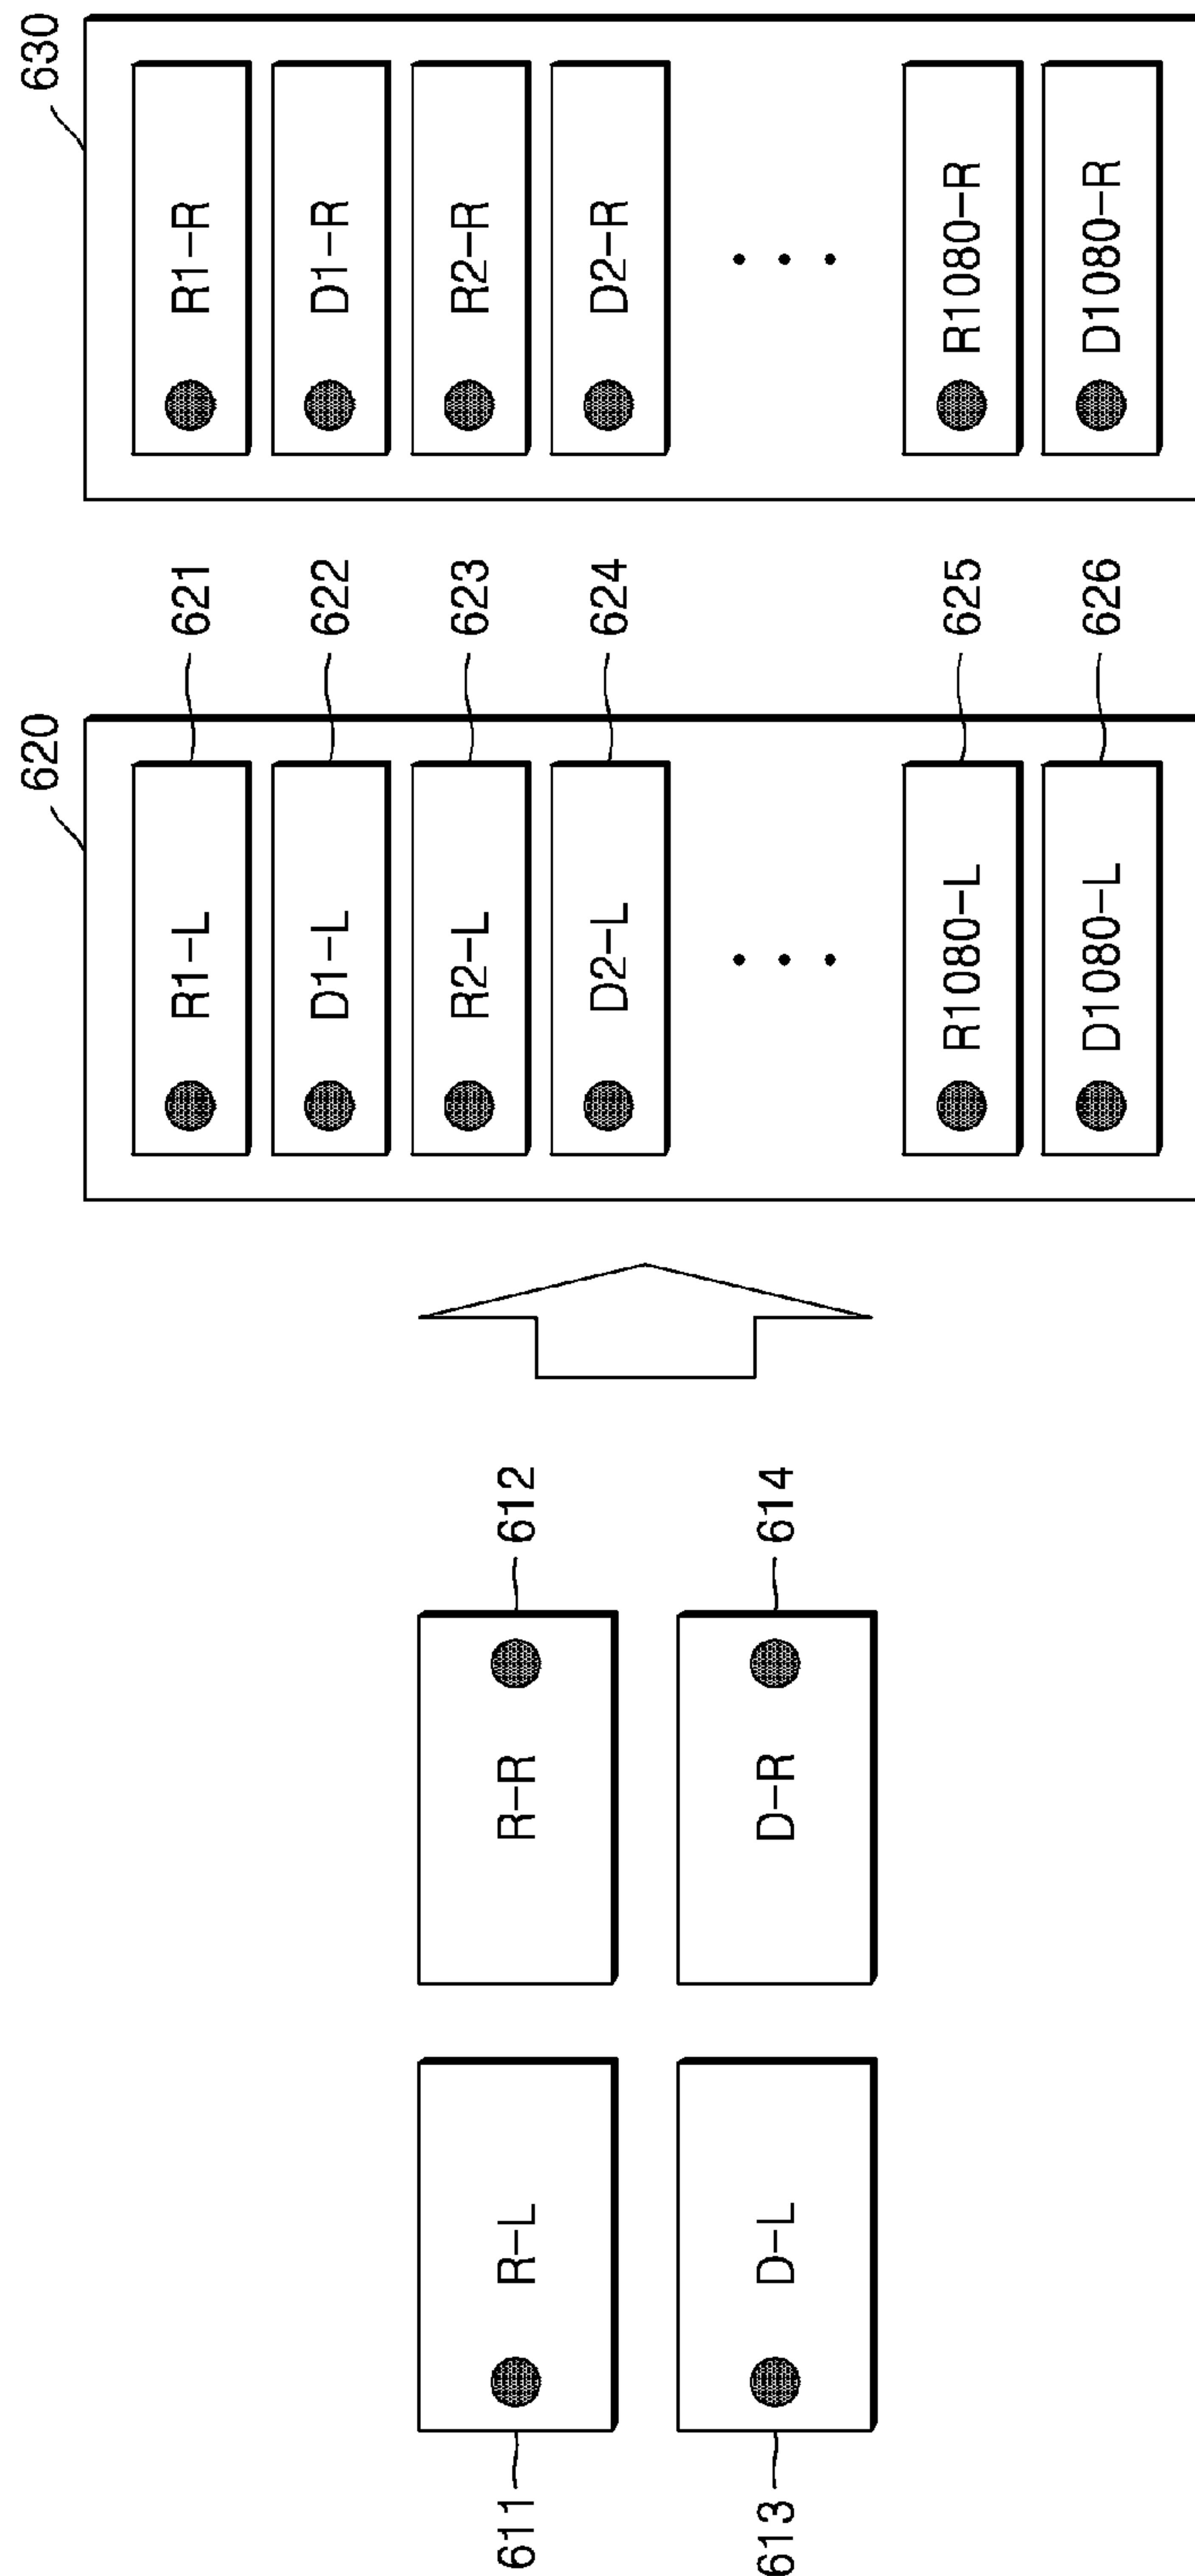 611
R-L
R-R
612
613
D-L
D-R
614
620
R1-L
621
D1-L
622
R2-L
623
D2-L
624
• • •
R1080-L
625
D1080-L
626
630
R1-R
D1-R
R2-R
D2-R
• • •
R1080-R
D1080-R